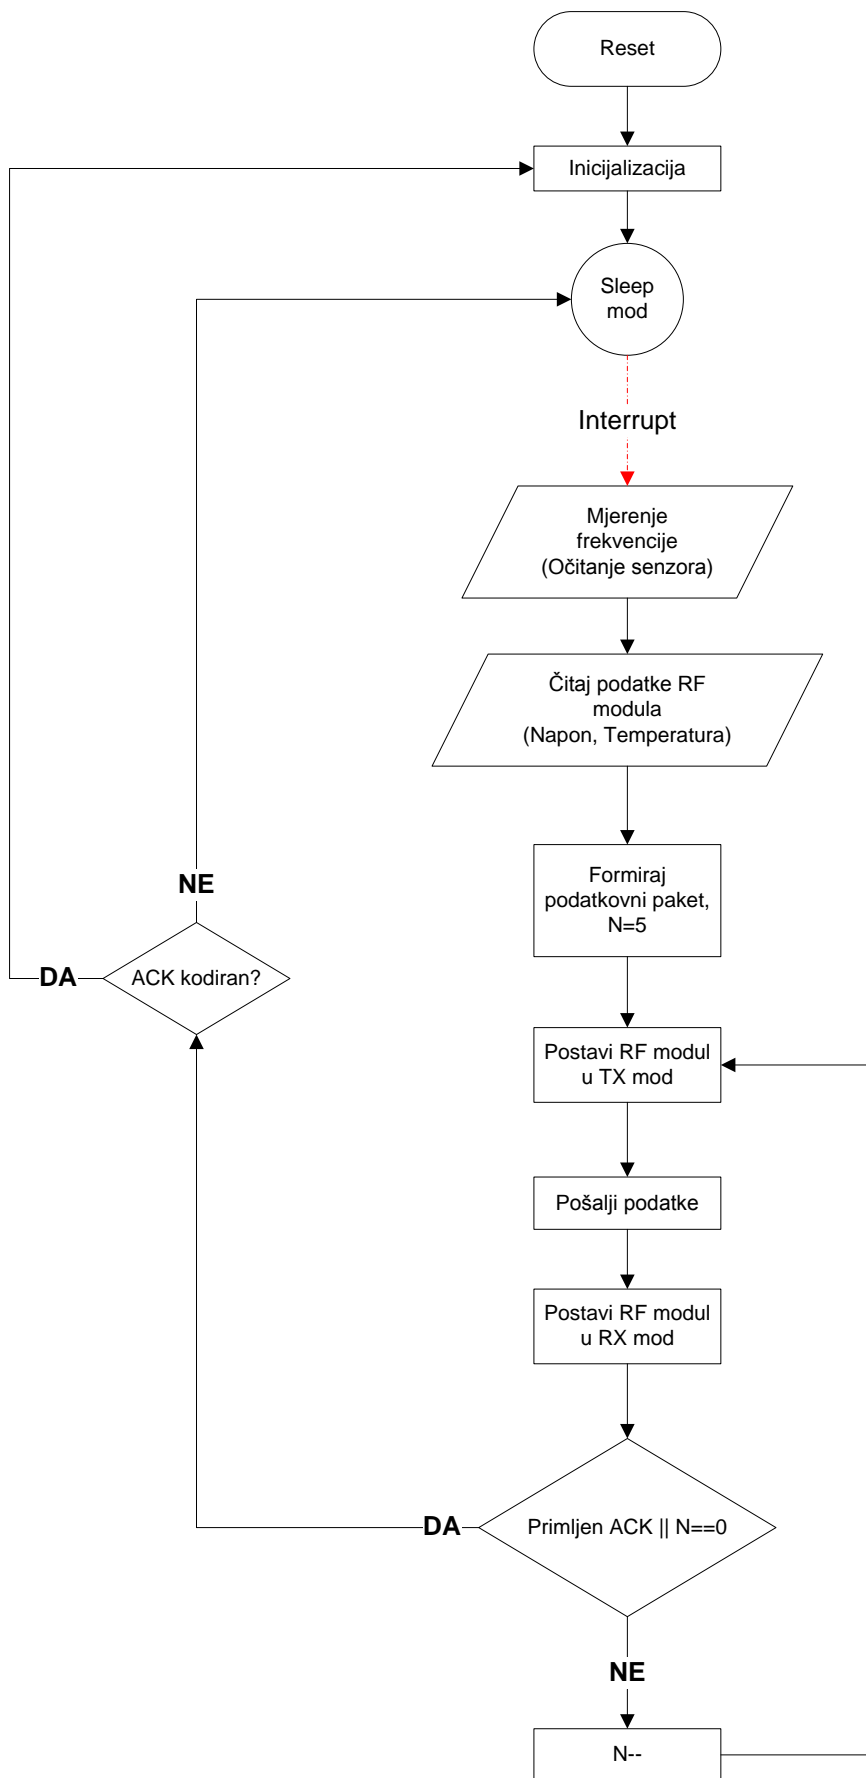 Reset
Inicijalizacija
Sleep
mod
Interrupt
Mjerenje
frekvencije
(Očitanje senzora)
Čitaj podatke RF
modula
(Napon, Temperatura)
Formiraj
podatkovni paket,
N=5
NE
DA
ACK kodiran?
Postavi RF modul
u TX mod
Pošalji podatke
Postavi RF modul
u RX mod
DA
Primljen ACK || N==0
NE
N--